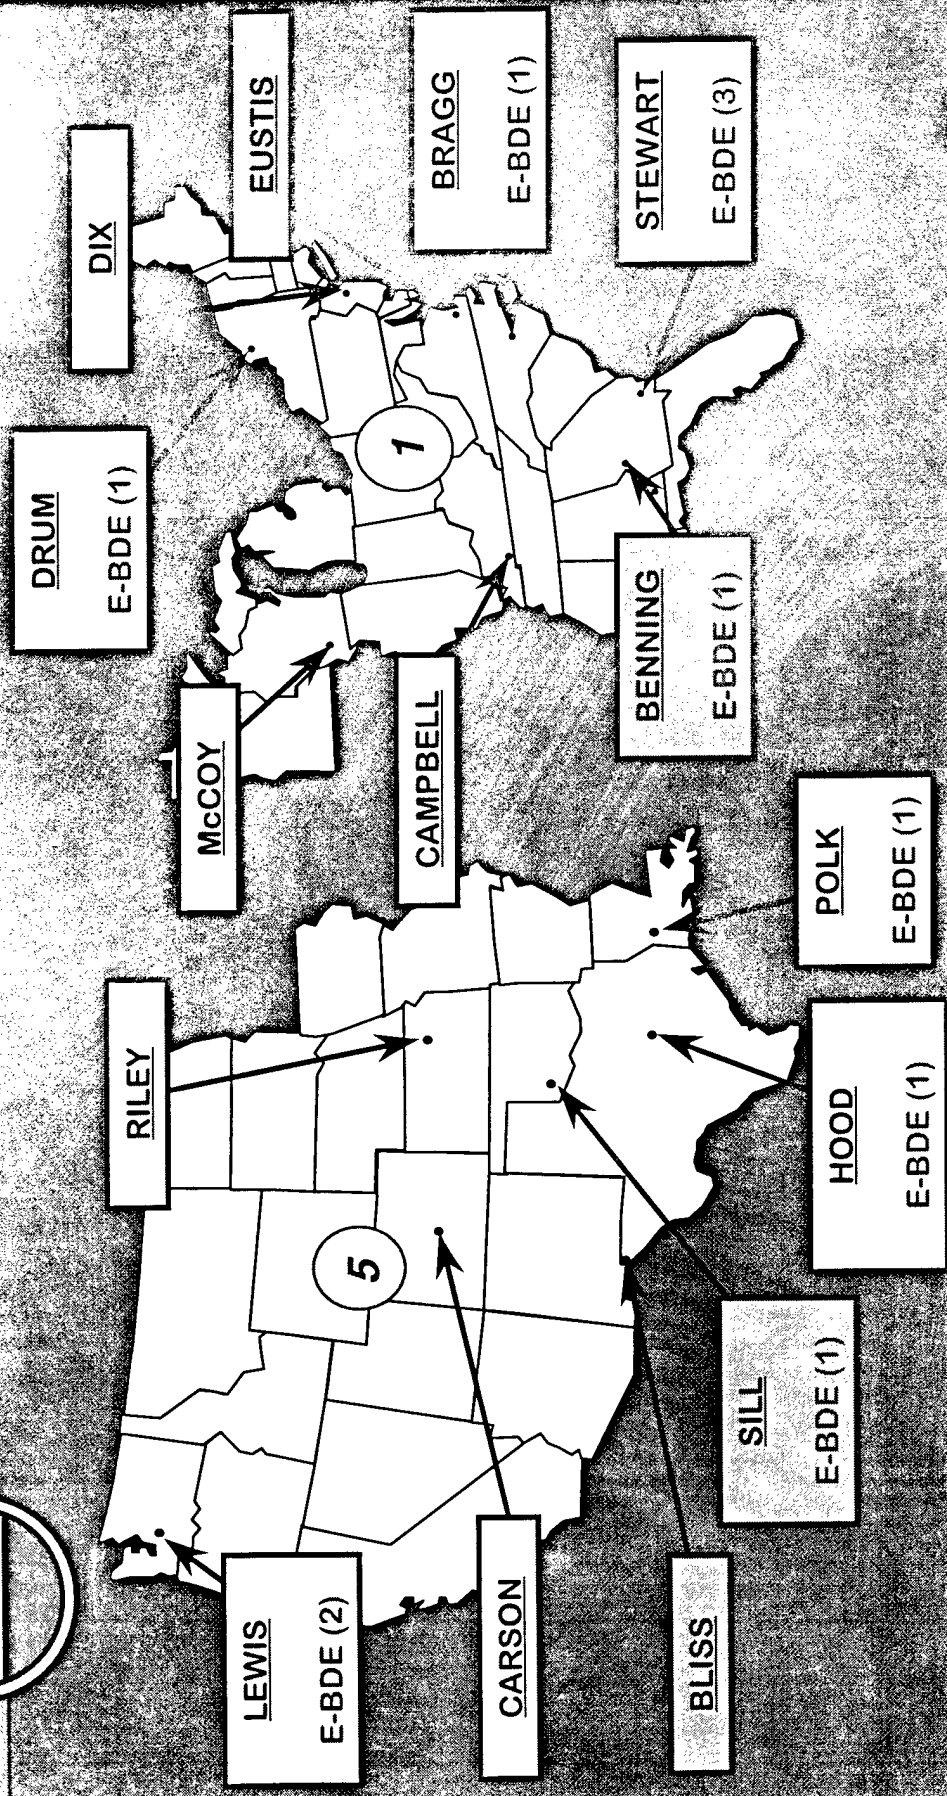 LEWIS
E-BDE (2)
CARSON
BLISS
SILL
E-BDE (1)
HOOD
E-BDE (1)
RILEY
POLK
E-BDE (1)
5
McCOY
CAMPBELL
BENNING
E-BDE (1)
DRUM
E-BDE (1)
1
DIX
EUSTIS
BRAGG
E-BDE (1)
STEWART
E-BDE (3)